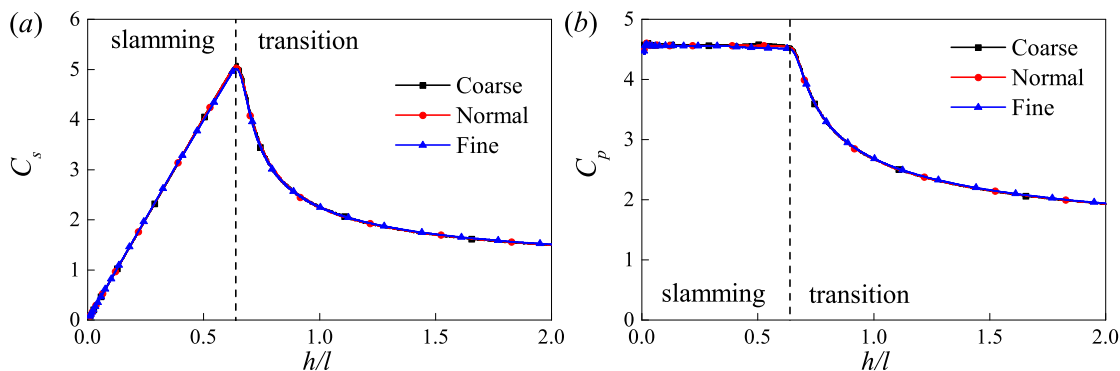 (a)
6
5
4
3
2
1
0
C_s
slamming
transition
Coarse
Normal
Fine
0.0 0.5 1.0 1.5 2.0
h/l
(b)
5
4
3
2
1
0
C_p
Coarse
Normal
Fine
slamming
transition
0.0 0.5 1.0 1.5 2.0
h/l